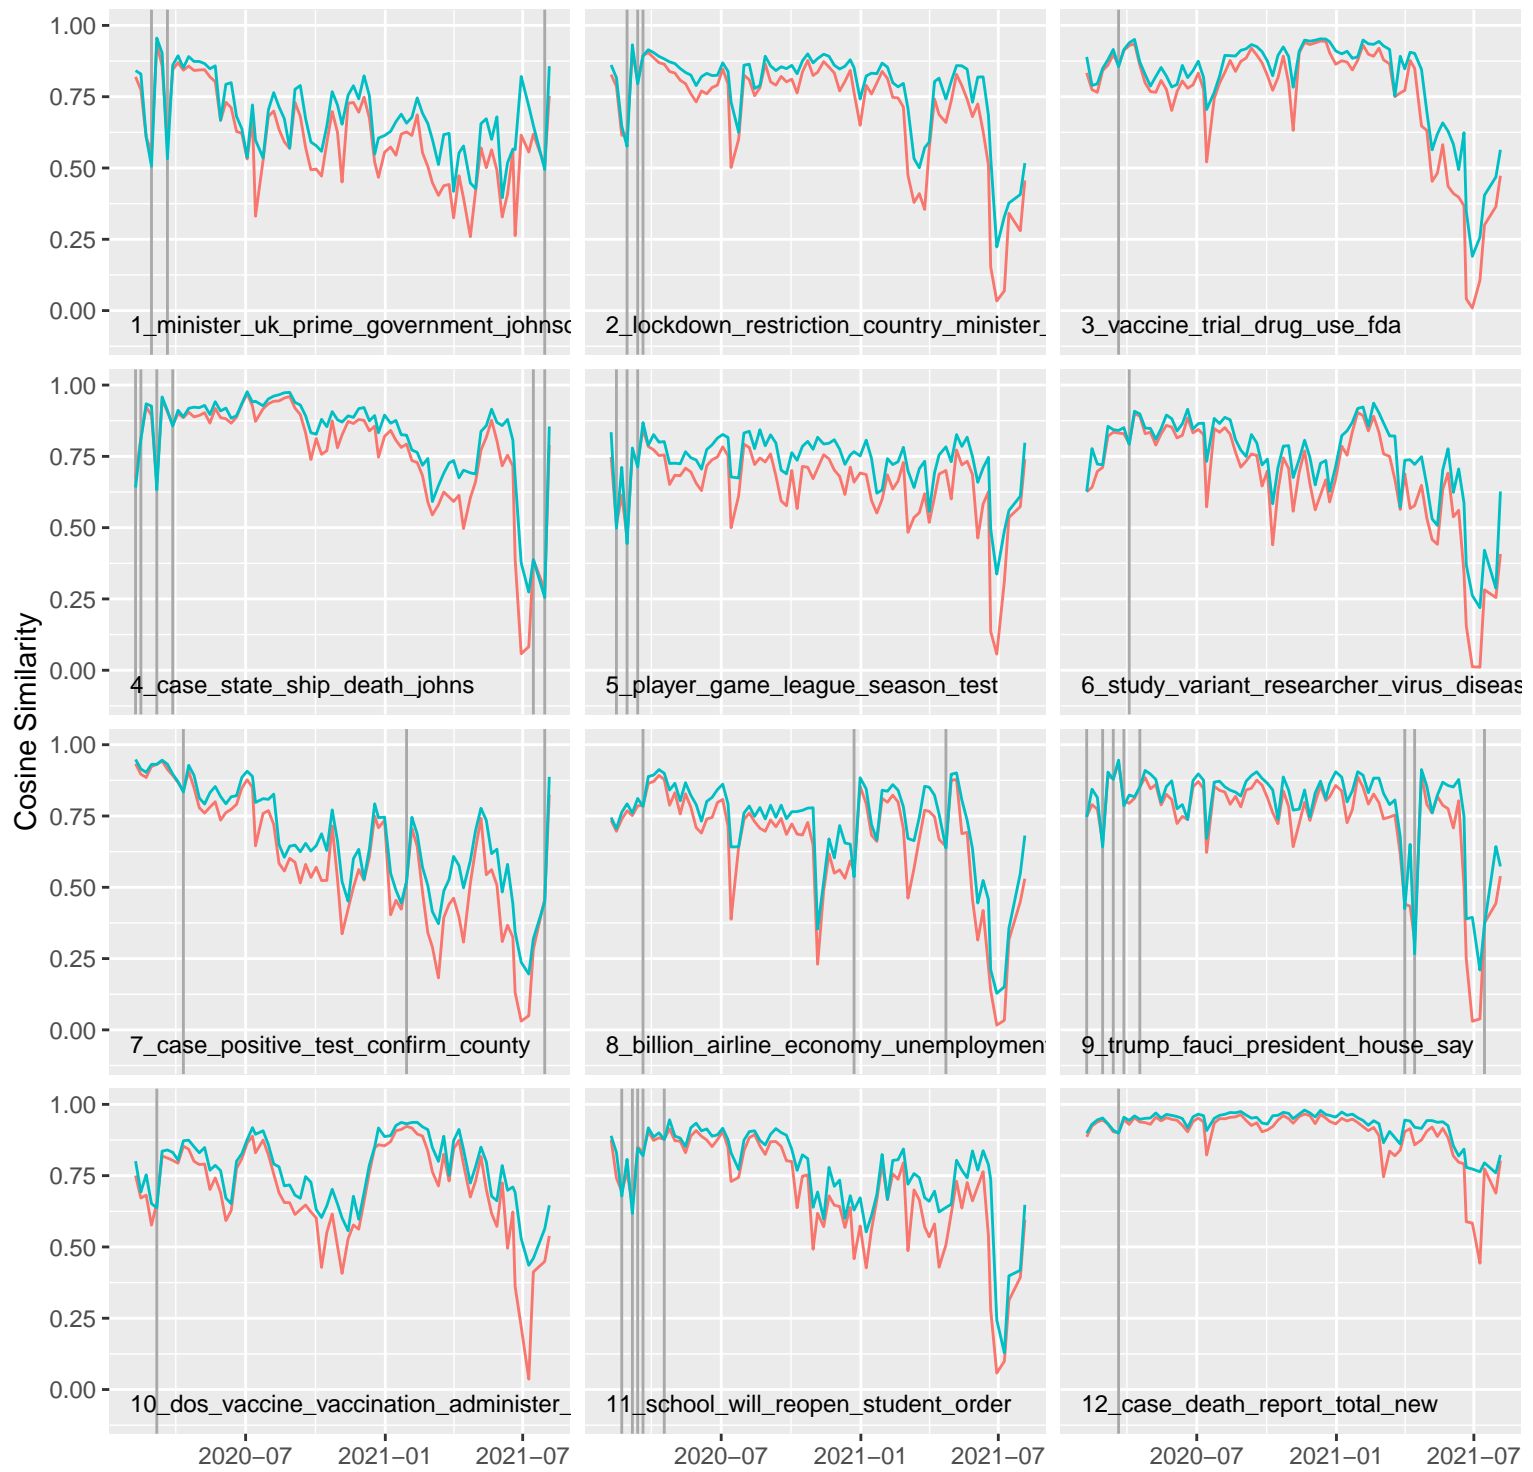 1.00
0.75
0.50
0.25
0.00
1_minister_uk_prime_government_johnso
2_lockdown_restriction_country_minister_
3_vaccine_trial_drug_use_fda
1.00
0.75
0.50
0.25
0.00
4_case_state_ship_death_johns
5_player_game_league_season_test
6_study_variant_researcher_virus_diseas
Cosine Similarity
1.00
0.75
0.50
0.25
0.00
7_case_positive_test_confirm_county
8_billion_airline_economy_unemployment
9_trump_fauci_president_house_say
1.00
0.75
0.50
0.25
0.00
10_dos_vaccine_vaccination_administer_
11_school_will_reopen_student_order
12_case_death_report_total_new
2020−07 2021−01 2021−07 2020−07 2021−01 2021−07 2020−07 2021−01 2021−07